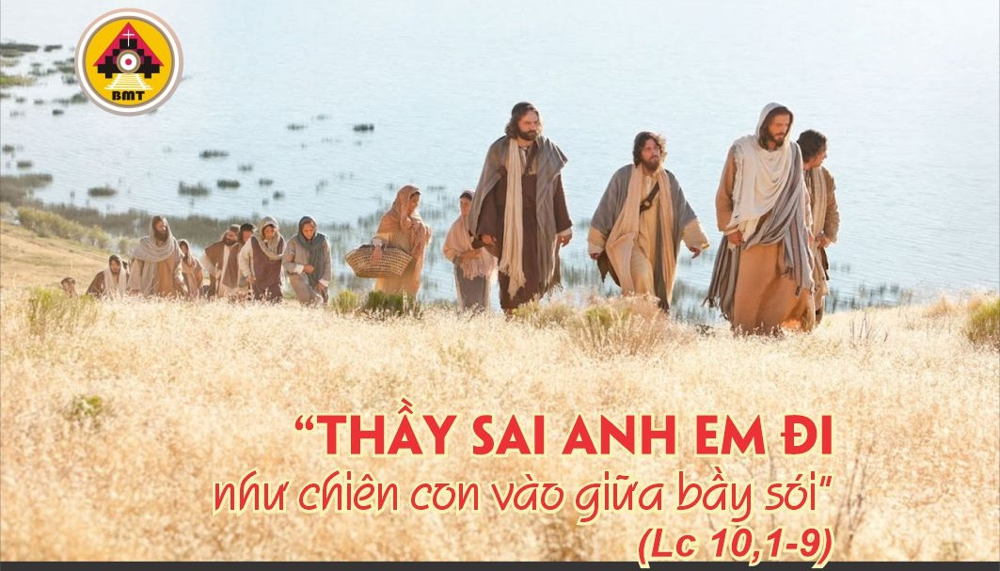 BMT
“THẦY SAI ANH EM ĐI
như chiên con vào giữa bầy sói”
(Lc 10,1-9)